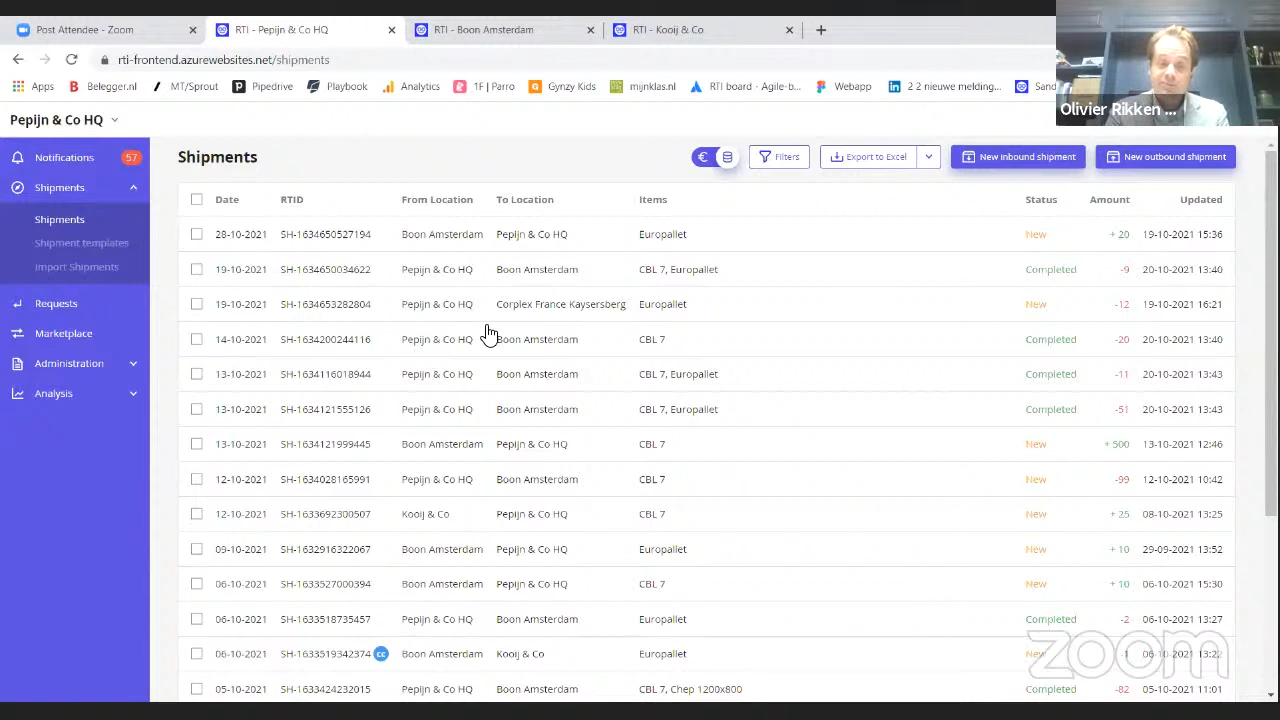 Post Attendee - Zoom
RTI - Pepijn & Co HQ
RTI - Boon Amsterdam
RTI - Kooij & Co
rti-frontend.azurewebsites.net/shipments
Apps
Belegger.nl
MT/Sprout
Pipedrive
Playbook
Analytics
1F | Parro
Gynzy Kids
mijnklas.nl
RTI board - Agile-b...
Webapp
2 2 nieuwe melding...
Sand
Olivier Rikken ...
Pepijn & Co HQ
Notifications 57
Shipments
Shipments
Shipment templates
Import Shipments
Requests
Marketplace
Administration
Analysis
Shipments
€
Filters
Export to Excel
New inbound shipment
New outbound shipment
Date RTID From Location To Location Items Status Amount Updated
28-10-2021 SH-1634650527194 Boon Amsterdam Pepijn & Co HQ Europallet New + 20 19-10-2021 15:36
19-10-2021 SH-1634650034622 Pepijn & Co HQ Boon Amsterdam CBL 7, Europallet Completed -9 20-10-2021 13:40
19-10-2021 SH-1634653282804 Pepijn & Co HQ Corplex France Kaysersberg Europallet New -12 19-10-2021 16:21
14-10-2021 SH-1634200244116 Pepijn & Co HQ Boon Amsterdam CBL 7 Completed -20 20-10-2021 13:40
13-10-2021 SH-1634116018944 Pepijn & Co HQ Boon Amsterdam CBL 7, Europallet Completed -11 20-10-2021 13:43
13-10-2021 SH-1634121555126 Pepijn & Co HQ Boon Amsterdam CBL 7, Europallet Completed -51 20-10-2021 13:43
13-10-2021 SH-1634121999445 Boon Amsterdam Pepijn & Co HQ CBL 7 New + 500 13-10-2021 12:46
12-10-2021 SH-1634028165991 Pepijn & Co HQ Boon Amsterdam CBL 7 New -99 12-10-2021 10:42
12-10-2021 SH-1633692300507 Kooij & Co Pepijn & Co HQ CBL 7 New + 25 08-10-2021 13:25
09-10-2021 SH-1632916322067 Boon Amsterdam Pepijn & Co HQ Europallet New + 10 29-09-2021 13:52
06-10-2021 SH-1633527000394 Boon Amsterdam Pepijn & Co HQ CBL 7 New + 10 06-10-2021 15:30
06-10-2021 SH-1633518735457 Pepijn & Co HQ Boon Amsterdam Europallet Completed -2 06-10-2021 13:27
06-10-2021 SH-1633519342374 cc Boon Amsterdam Kooij & Co Europallet New -1 06-10-2021 13:22
05-10-2021 SH-1633424232015 Pepijn & Co HQ Boon Amsterdam CBL 7, Chep 1200x800 Completed -82 05-10-2021 11:01
zoom